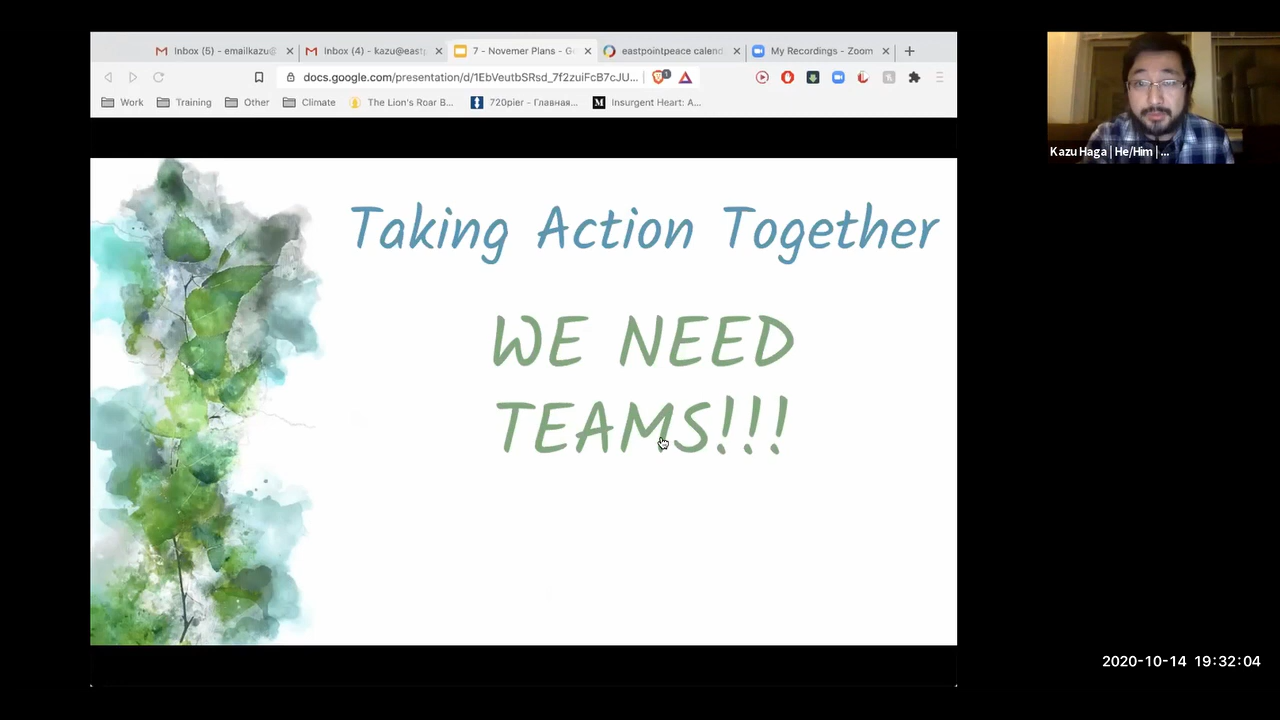 Inbox (5) - emailkazu@
Inbox (4) - kazu@east
7 - Novemer Plans - G
eastpointpeace calend
My Recordings - Zoom
docs.google.com/presentation/d/1EbVeutbSRsd_7f2zuiFcB7cJU...
1
Work
Training
Other
Climate
The Lion's Roar B...
720pier - Главная...
M
Insurgent Heart: A...
Taking Action Together
WE NEED
TEAMS!!!
Kazu Haga | He/Him | ...
2020-10-14 19:32:04